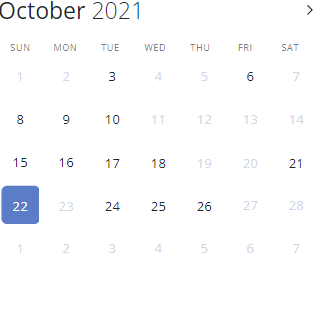 October 2021
SUN MON TUE WED THU FRI SAT
1 2 3 4 5 6 7
8 9 10 11 12 13 14
15 16 17 18 19 20 21
22 23 24 25 26 27 28
1 2 3 4 5 6 7